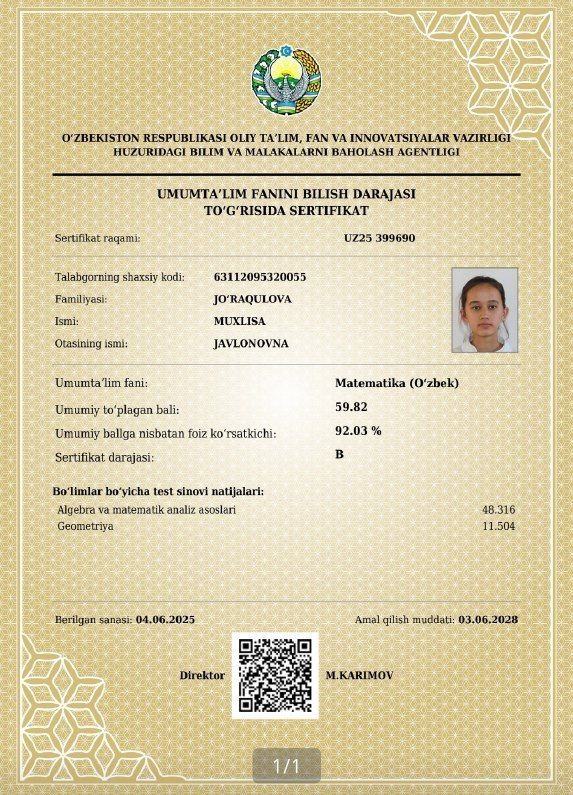 O‘ZBEKISTON RESPUBLIKASI OLIY TA’LIM, FAN VA INNOVATSIYALAR VAZIRLIGI
HUZURIDAGI BILIM VA MALAKALARNI BAHOLASH AGENTLIGI
UMUMTA’LIM FANINI BILISH DARAJASI
TO‘G‘RISIDA SERTIFIKAT
Sertifikat raqami: UZ25 399690
Talabgorning shaxsiy kodi: 63112095320055
Familiyasi: JO‘RAQULOVA
Ismi: MUXLISA
Otasining ismi: JAVLONOVNA
Umumta’lim fani: Matematika (O‘zbek)
Umumiy to‘plagan bali: 59.82
Umumiy ballga nisbatan foiz ko‘rsatkichi: 92.03 %
Sertifikat darajasi: B
Bo‘limlar bo‘yicha test sinovi natijalari:
Algebra va matematik analiz asoslari 48.316
Geometriya 11.504
Berilgan sanasi: 04.06.2025 Amal qilish muddati: 03.06.2028
Direktor M.KARIMOV
1/1